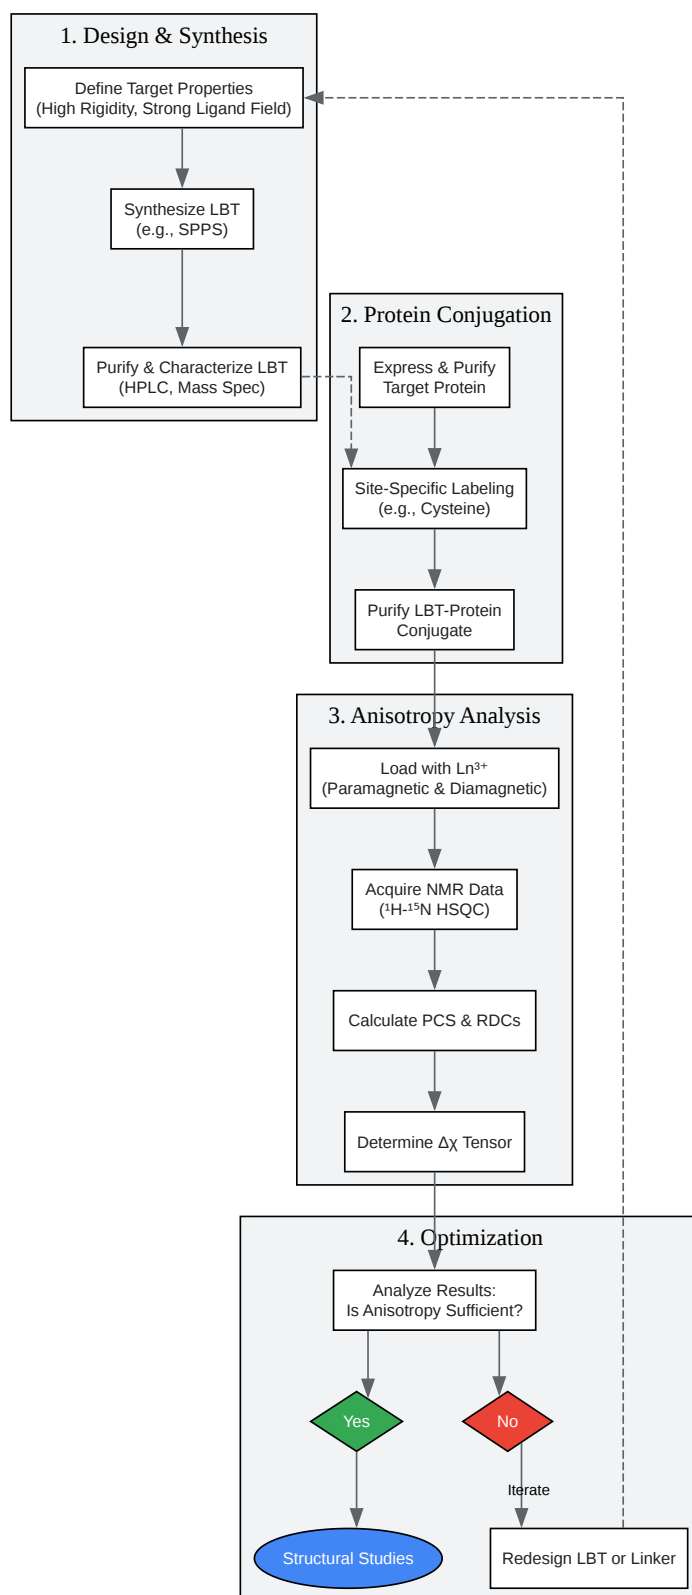 1. Design & Synthesis
Define Target Properties
(High Rigidity, Strong Ligand Field)
Synthesize LBT
(e.g., SPPS)
Purify & Characterize LBT
(HPLC, Mass Spec)
2. Protein Conjugation
Express & Purify
Target Protein
Site-Specific Labeling
(e.g., Cysteine)
Purify LBT-Protein
Conjugate
3. Anisotropy Analysis
Load with Ln³⁺
(Paramagnetic & Diamagnetic)
Acquire NMR Data
(¹H-¹⁵N HSQC)
Calculate PCS & RDCs
Determine Δχ Tensor
4. Optimization
Analyze Results:
Is Anisotropy Sufficient?
Yes
No
Iterate
Structural Studies
Redesign LBT or Linker